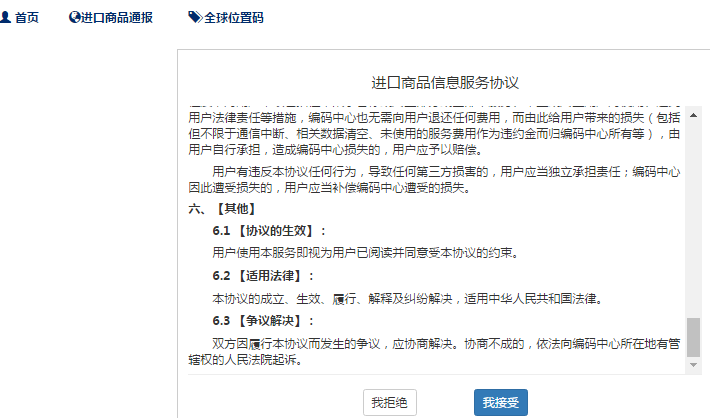 首页 进口商品通报 全球位置码
进口商品信息服务协议
用户法律责任等措施，编码中心也无需向用户退还任何费用，而由此给用户带来的损失（包括
但不限于通信中断、相关数据清空、未使用的服务费用作为违约金而归编码中心所有等），由
用户自行承担，造成编码中心损失的，用户应予以赔偿。
用户有违反本协议任何行为，导致任何第三方损害的，用户应当独立承担责任；编码中心
因此遭受损失的，用户应当补偿编码中心遭受的损失。
六、【其他】
6.1 【协议的生效】：
用户使用本服务即视为用户已阅读并同意受本协议的约束。
6.2 【适用法律】：
本协议的成立、生效、履行、解释及纠纷解决，适用中华人民共和国法律。
6.3 【争议解决】：
双方因履行本协议而发生的争议，应协商解决。协商不成的，依法向编码中心所在地有管
辖权的人民法院起诉。
我拒绝 我接受